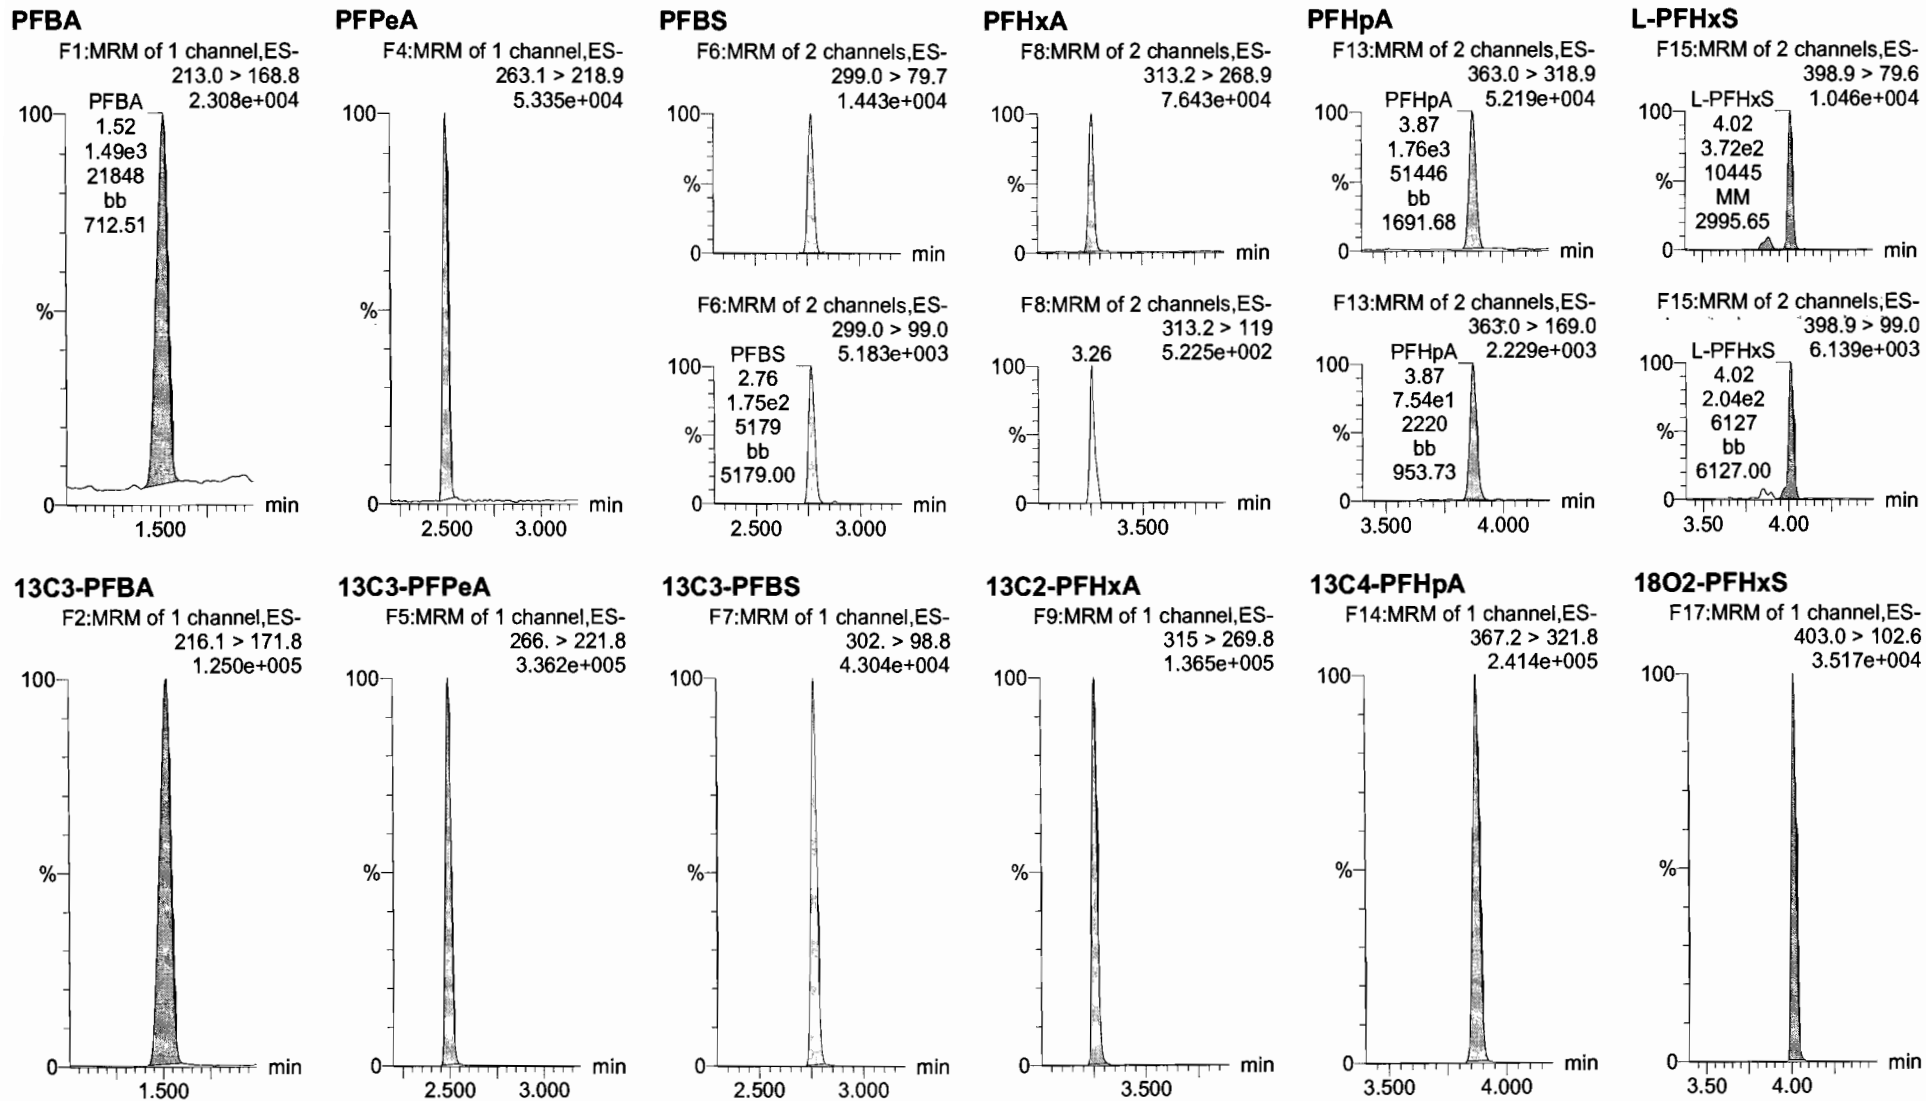 PFBA
F1:MRM of 1 channel,ES-
213.0 > 168.8
2.308e+004
PFBA
1.52
1.49e3
21848
bb
712.51
100
%
0
min
1.500
PFPeA
F4:MRM of 1 channel,ES-
263.1 > 218.9
5.335e+004
100
%
0
min
2.500 3.000
PFBS
F6:MRM of 2 channels,ES-
299.0 > 79.7
1.443e+004
100
%
0
min
F6:MRM of 2 channels,ES-
299.0 > 99.0
5.183e+003
PFBS
2.76
1.75e2
5179
bb
5179.00
100
%
0
min
2.500 3.000
PFHxA
F8:MRM of 2 channels,ES-
313.2 > 268.9
7.643e+004
100
%
0
min
F8:MRM of 2 channels,ES-
313.2 > 119
5.225e+002
3.26
100
%
0
min
3.500
PFHpA
F13:MRM of 2 channels,ES-
363.0 > 318.9
5.219e+004
PFHpA
3.87
1.76e3
51446
bb
1691.68
100
%
0
min
F13:MRM of 2 channels,ES-
363.0 > 169.0
2.229e+003
PFHpA
3.87
7.54e1
2220
bb
953.73
100
%
0
min
3.500 4.000
L-PFHxS
F15:MRM of 2 channels,ES-
398.9 > 79.6
1.046e+004
L-PFHxS
4.02
3.72e2
10445
MM
2995.65
100
%
0
min
F15:MRM of 2 channels,ES-
398.9 > 99.0
6.139e+003
L-PFHxS
4.02
2.04e2
6127
bb
6127.00
100
%
0
min
3.50 4.00
13C3-PFBA
F2:MRM of 1 channel,ES-
216.1 > 171.8
1.250e+005
100
%
0
min
1.500
13C3-PFPeA
F5:MRM of 1 channel,ES-
266. > 221.8
3.362e+005
100
%
0
min
2.500 3.000
13C3-PFBS
F7:MRM of 1 channel,ES-
302. > 98.8
4.304e+004
100
%
0
min
2.500 3.000
13C2-PFHxA
F9:MRM of 1 channel,ES-
315 > 269.8
1.365e+005
100
%
0
min
3.500
13C4-PFHpA
F14:MRM of 1 channel,ES-
367.2 > 321.8
2.414e+005
100
%
0
min
3.500 4.000
18O2-PFHxS
F17:MRM of 1 channel,ES-
403.0 > 102.6
3.517e+004
100
%
0
min
3.50 4.00